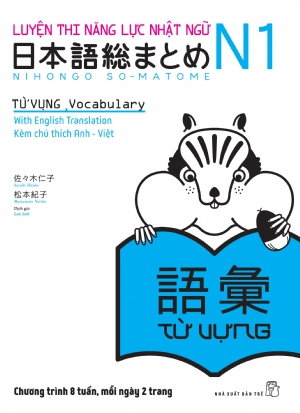 LUYỆN THI NĂNG LỰC NHẬT NGỮ
日本語総まとめ N1
NIHONGO SO-MATOME
TỪ VỰNG Vocabulary
With English Translation
Kèm chú thích Anh - Việt
佐々木仁子
松本紀子
語彙
TỪ VỰNG
Chương trình 8 tuần, mỗi ngày 2 trang
NHÀ XUẤT BẢN TRẺ